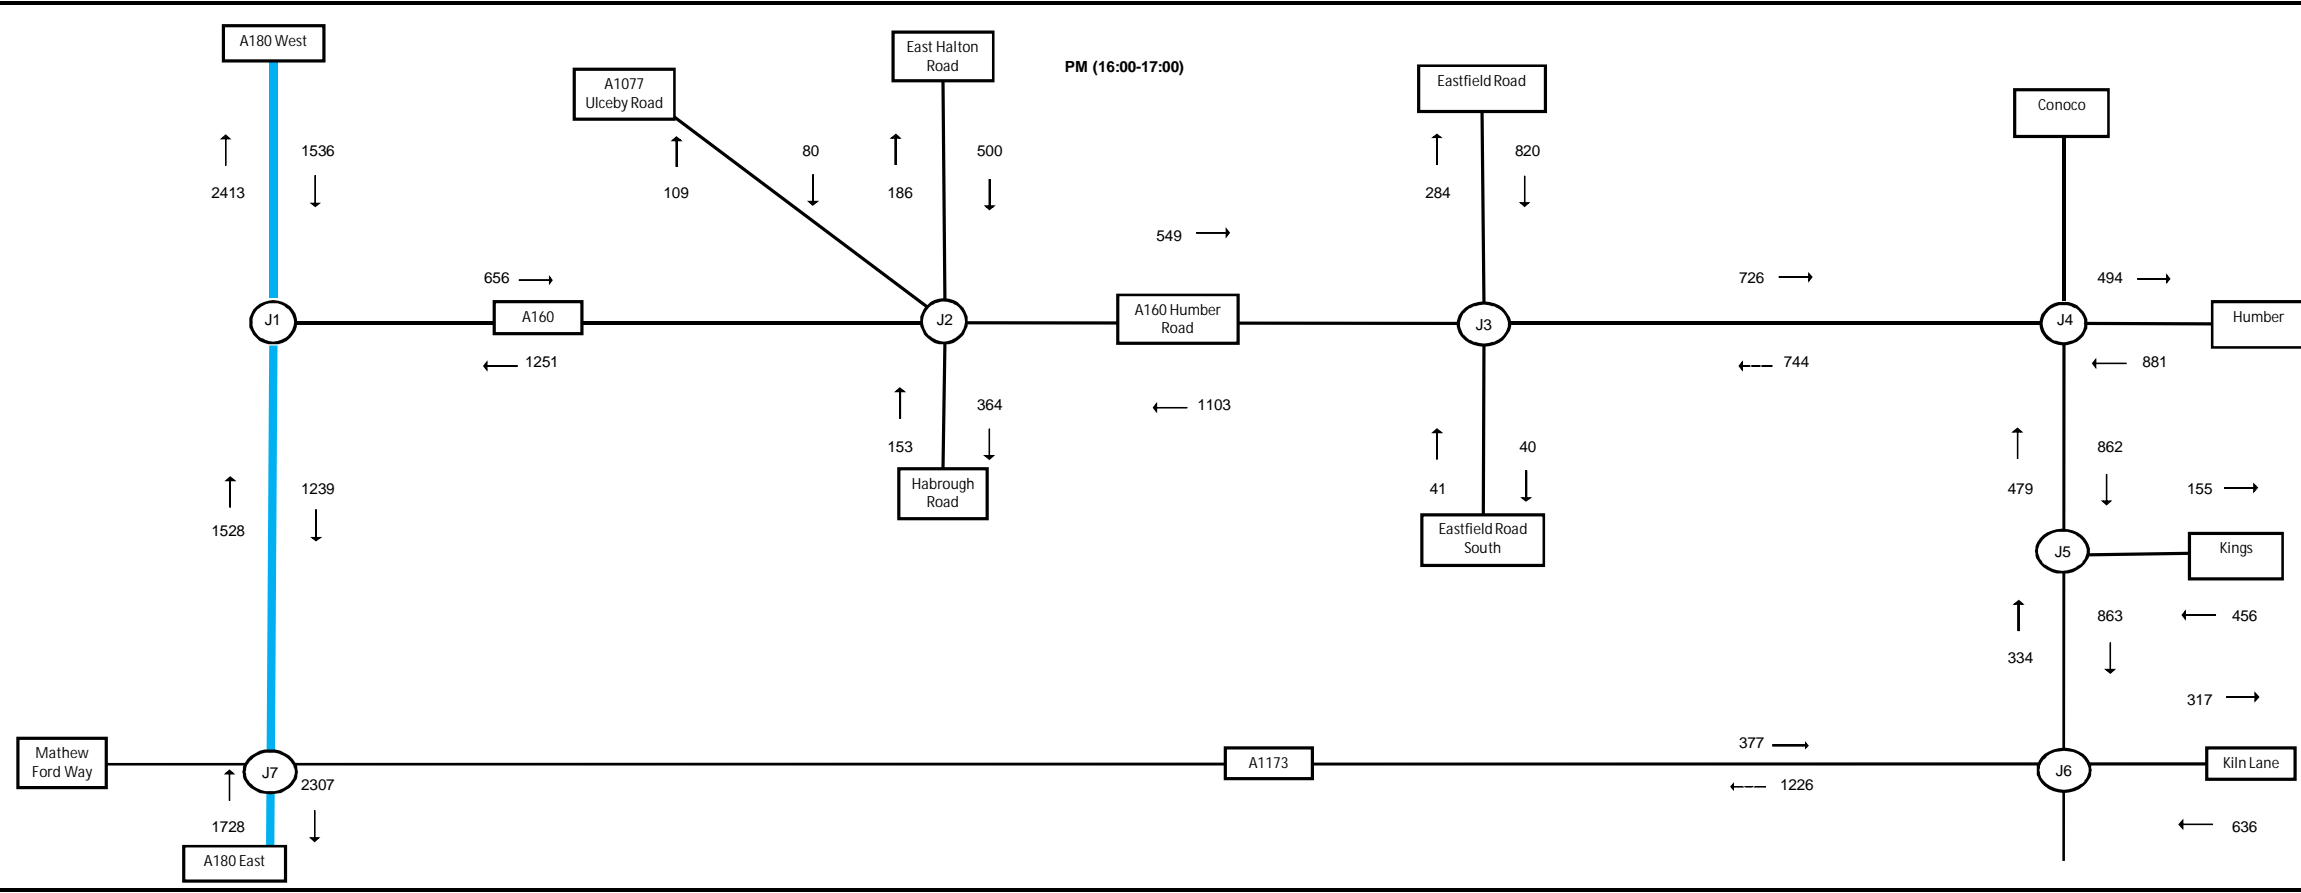 A180 West
East Halton
Road
PM (16:00-17:00)
A1077
Ulceby Road
Eastfield Road
Conoco
1536
80
500
820
2413
109
186
284
549
656
726
494
J1
A160
J2
A160 Humber
Road
J3
J4
Humber
1251
744
881
1103
364
153
40
862
41
479
155
1239
1528
Habrough
Road
Eastfield Road
South
J5
Kings
863
456
334
317
377
Mathew
Ford Way
J7
A1173
J6
Kiln Lane
2307
1226
1728
636
A180 East